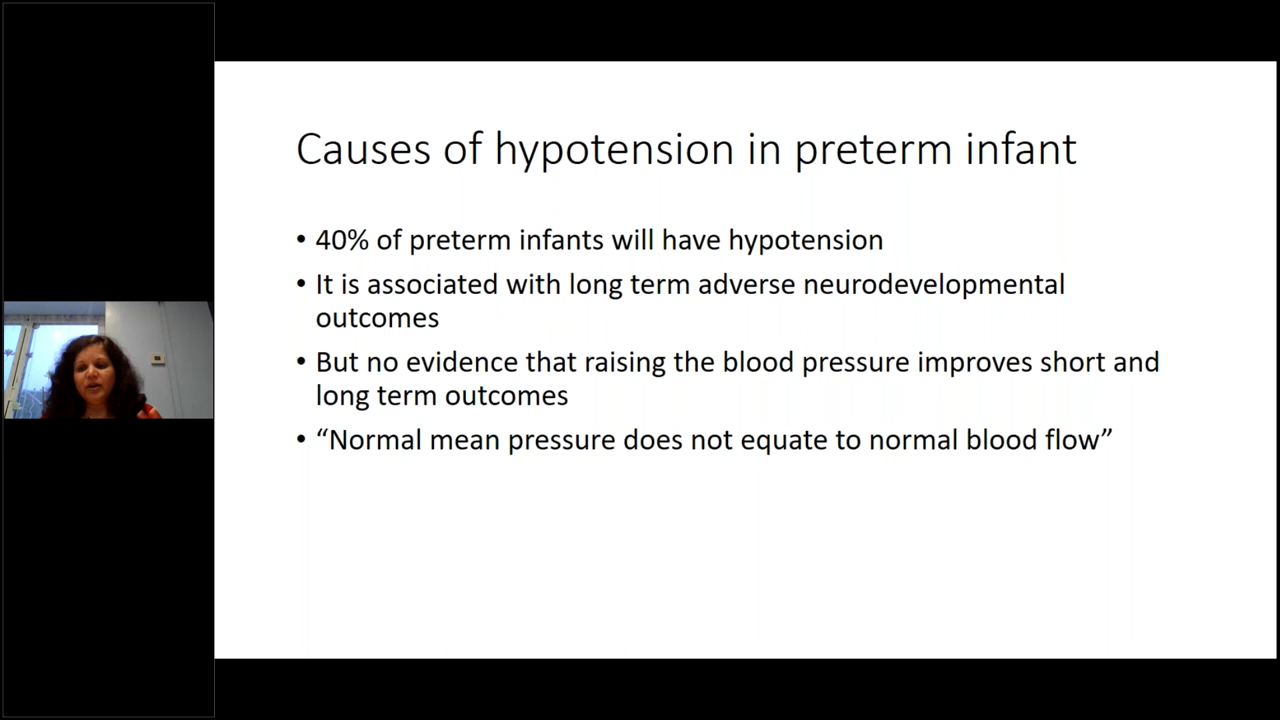 Causes of hypotension in preterm infant
• 40% of preterm infants will have hypotension
• It is associated with long term adverse neurodevelopmental
outcomes
• But no evidence that raising the blood pressure improves short and
long term outcomes
• “Normal mean pressure does not equate to normal blood flow”